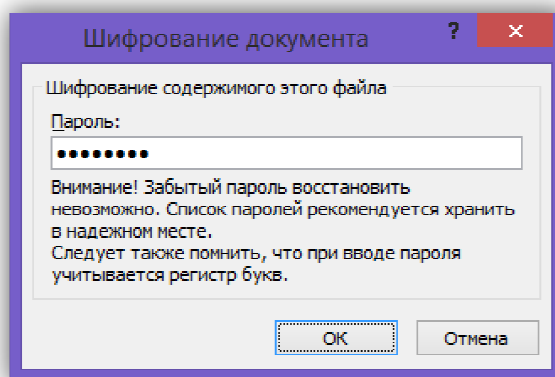 Шифрование документа ? ×
Шифрование содержимого этого файла
Пароль:
••••••••
Внимание! Забытый пароль восстановить
невозможно. Список паролей рекомендуется хранить
в надежном месте.
Следует также помнить, что при вводе пароля
учитывается регистр букв.
ОК Отмена